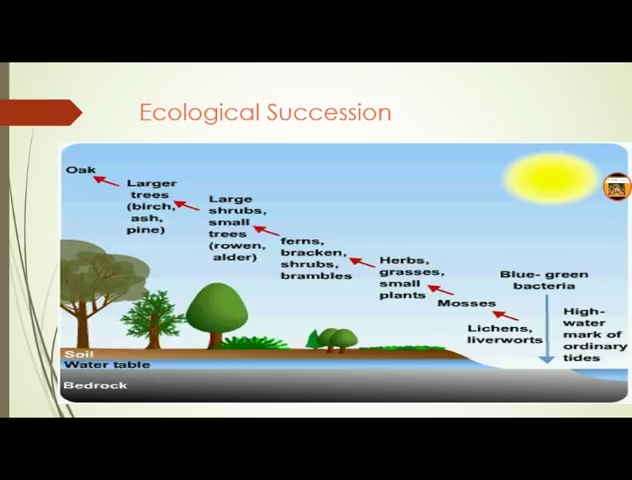 Ecological Succession
Oak
Larger
trees
(birch,
ash,
pine)
Large
shrubs,
small
trees
(rowen,
alder)
ferns,
bracken,
shrubs,
brambles
Herbs,
grasses,
small
plants
Mosses
Lichens,
liverworts
Blue- green
bacteria
High-
water
mark of
ordinary
tides
Soil
Water table
Bedrock